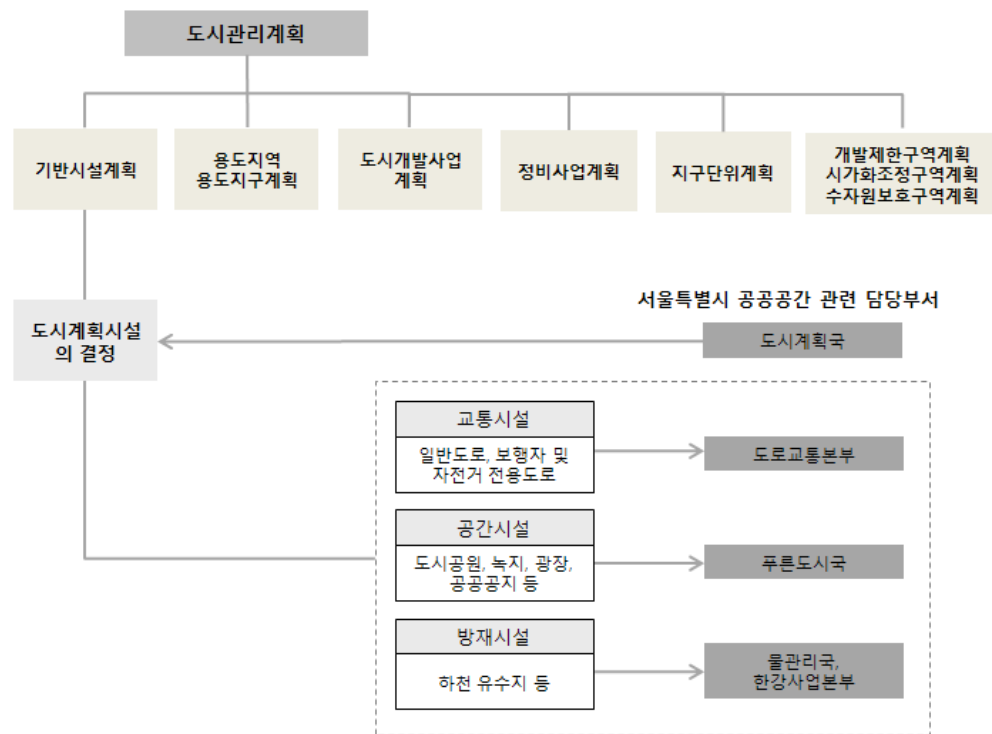 도시관리계획
기반시설계획
용도지역
용도지구계획
도시개발사업
계획
정비사업계획
지구단위계획
개발제한구역계획
시가화조정구역계획
수자원보호구역계획
서울특별시 공공공간 관련 담당부서
도시계획시설
의 결정
도시계획국
교통시설
일반도로, 보행자 및
자전거 전용도로
도로교통본부
공간시설
도시공원, 녹지, 광장,
공공공지 등
푸른도시국
방재시설
하천 유수지 등
물관리국,
한강사업본부